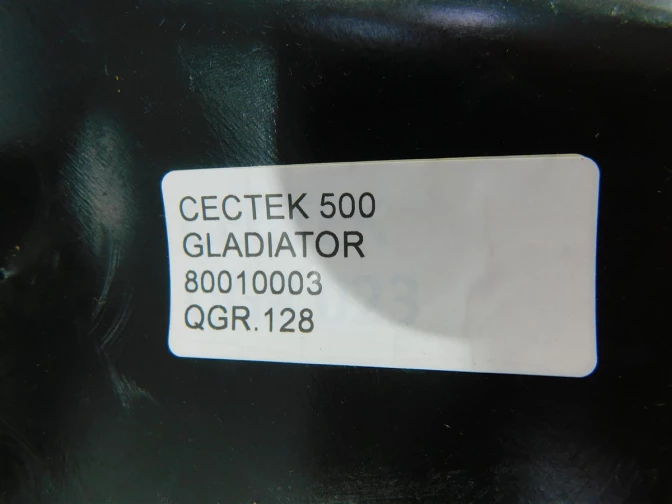 CECTEK 500
GLADIATOR
80010003
QGR.128